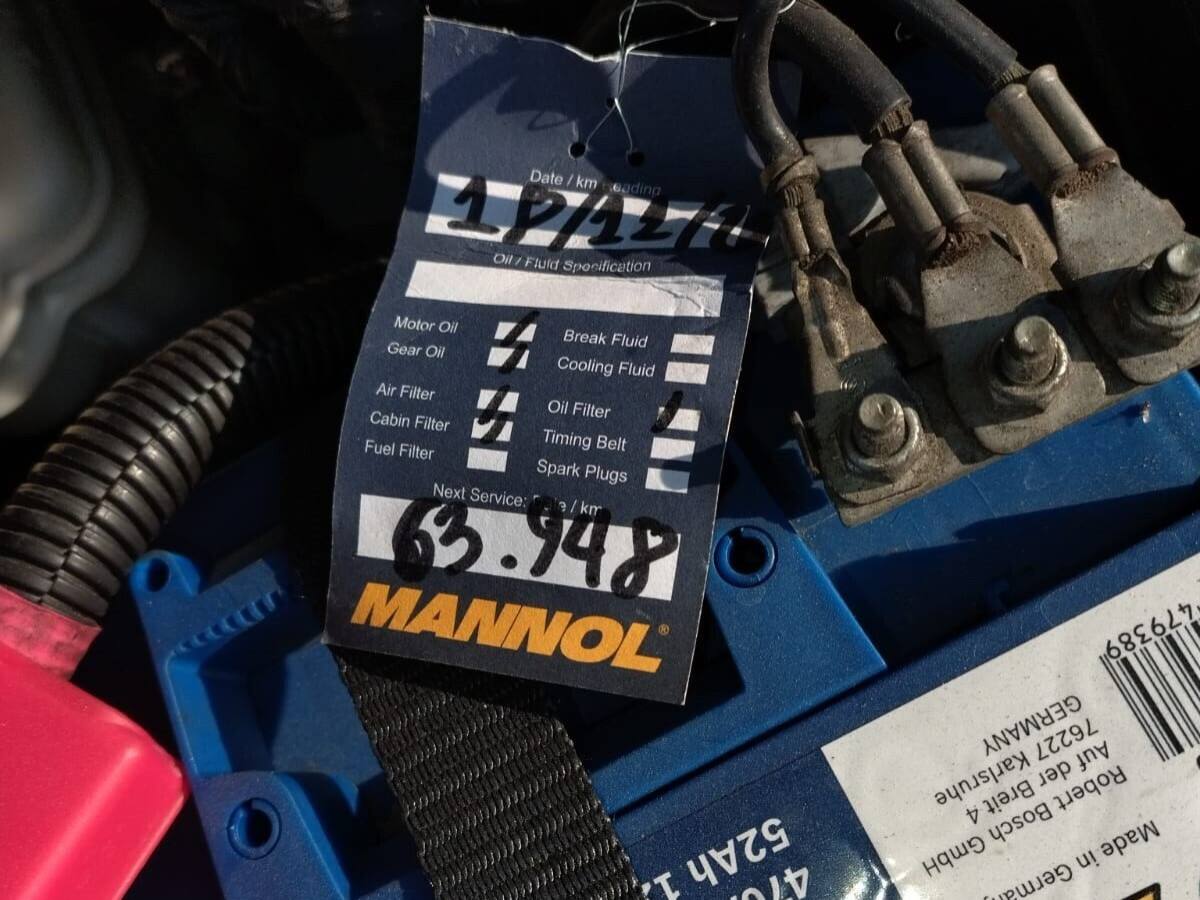 Date / km Reading
18/12/2
Oil / Fluid Specification
Motor Oil
Break Fluid
Gear Oil
Cooling Fluid
Air Filter
Oil Filter
Cabin Filter
Timing Belt
Fuel Filter
Spark Plugs
Next Service: Date / km
63.948
MANNOL®
479389
Robert Bosch GmbH
Auf der Breit 4
76227 Karlsruhe
GERMANY
Made in Germany
52Ah